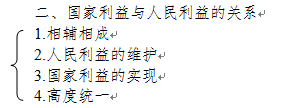 二、国家利益与人民利益的关系
1.相辅相成
2.人民利益的维护
3.国家利益的实现
4.高度统一